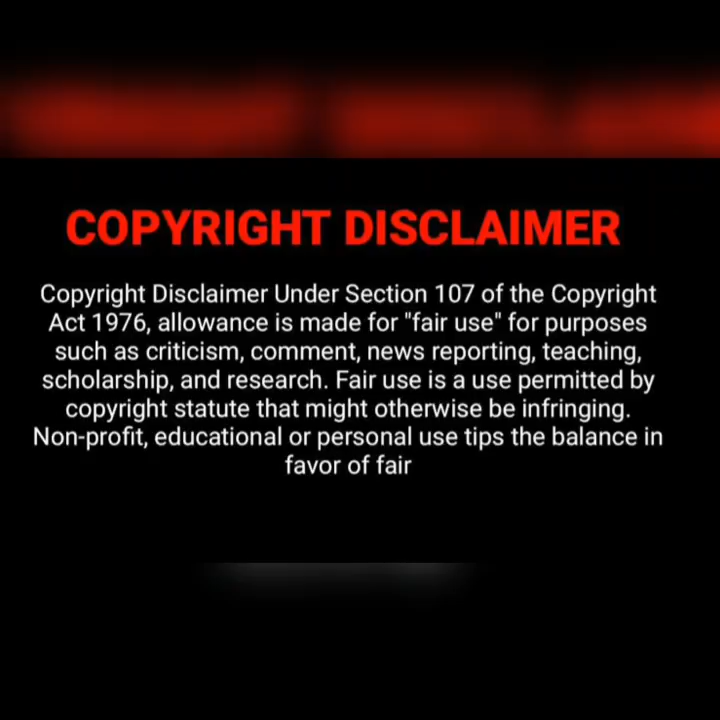 COPYRIGHT DISCLAIMER
Copyright Disclaimer Under Section 107 of the Copyright
Act 1976, allowance is made for "fair use" for purposes
such as criticism, comment, news reporting, teaching,
scholarship, and research. Fair use is a use permitted by
copyright statute that might otherwise be infringing.
Non-profit, educational or personal use tips the balance in
favor of fair